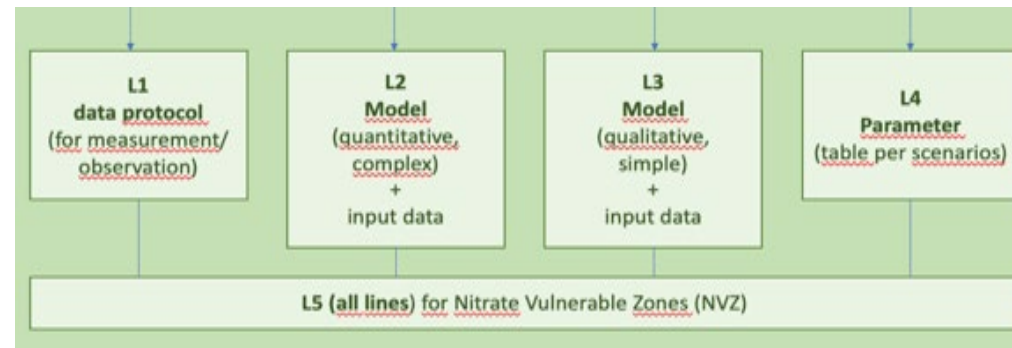 L1
data protocol
(for measurement/
observation)
L2
Model
(quantitative,
complex)
+
input data
L3
Model
(qualitative,
simple)
+
input data
L4
Parameter
(table per scenarios)
L5 (all lines) for Nitrate Vulnerable Zones (NVZ)